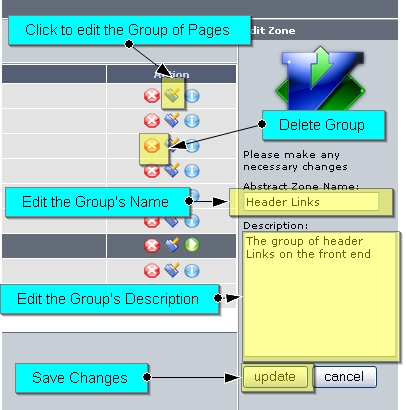 Click to edit the Group of Pages
Edit Zone
Action
Delete Group
Please make any
necessary changes
Abstract Zone Name:
Edit the Group's Name
Header Links
Description:
The group of header
Links on the front end
Edit the Group's Description
Save Changes
update
cancel